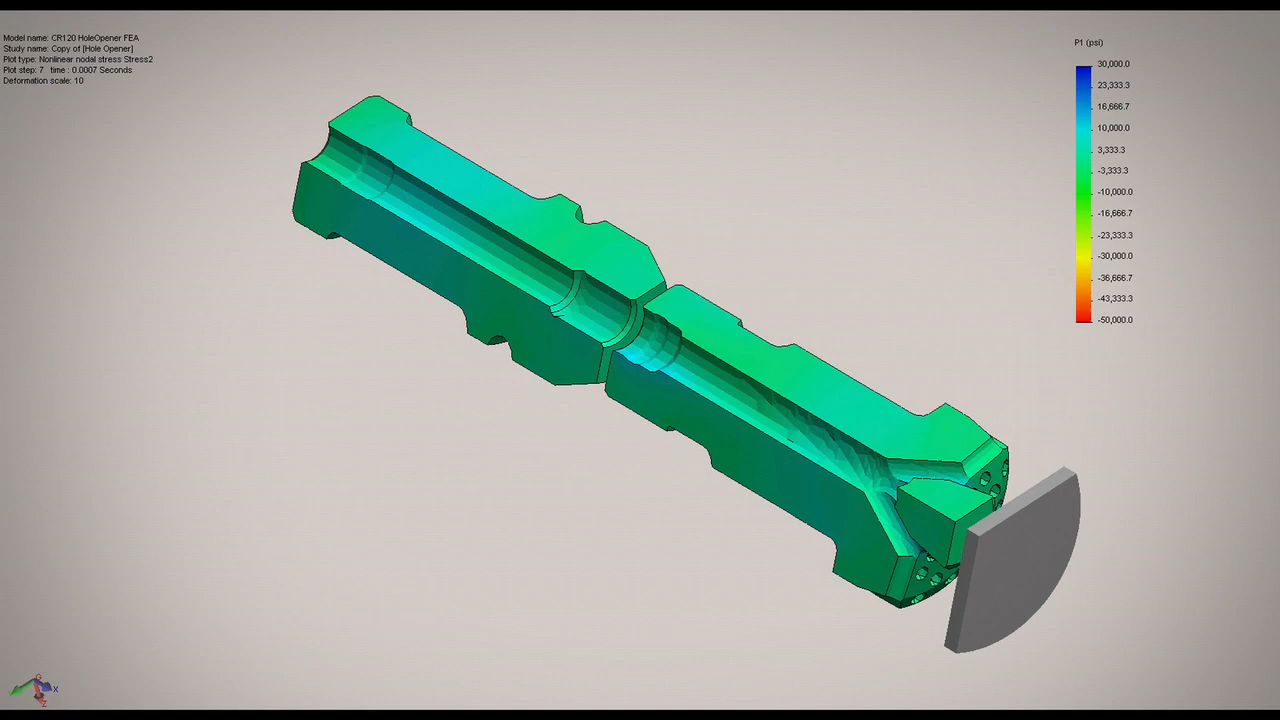 Model name: CR120 HoleOpener FEA
Study name: Copy of [Hole Opener]
Plot type: Nonlinear nodal stress Stress2
Plot step: 7 time : 0.0007 Seconds
Deformation scale: 10
P1 (psi)
30,000.0
23,333.3
16,666.7
10,000.0
3,333.3
-3,333.3
-10,000.0
-16,666.7
-23,333.3
-30,000.0
-36,666.7
-43,333.3
-50,000.0
X
Z